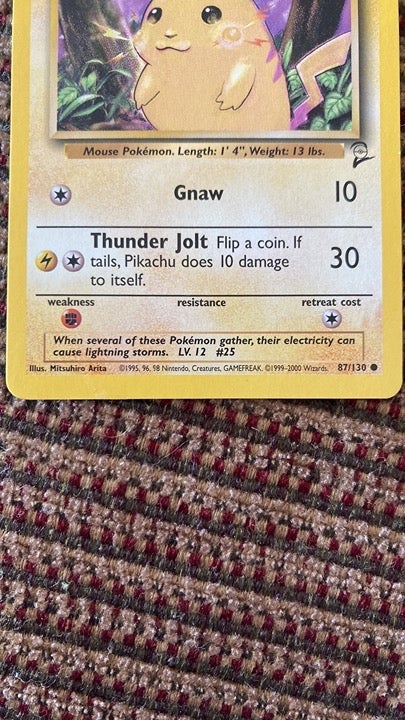 Mouse Pokémon. Length: 1' 4", Weight: 13 lbs.
Gnaw 10
Thunder Jolt Flip a coin. If
tails, Pikachu does 10 damage
to itself.
30
weakness resistance retreat cost
When several of these Pokémon gather, their electricity can
cause lightning storms. LV. 12 #25
Illus. Mitsuhiro Arita ©1995, 96, 98 Nintendo, Creatures, GAMEFREAK. ©1999-2000 Wizards. 87/130